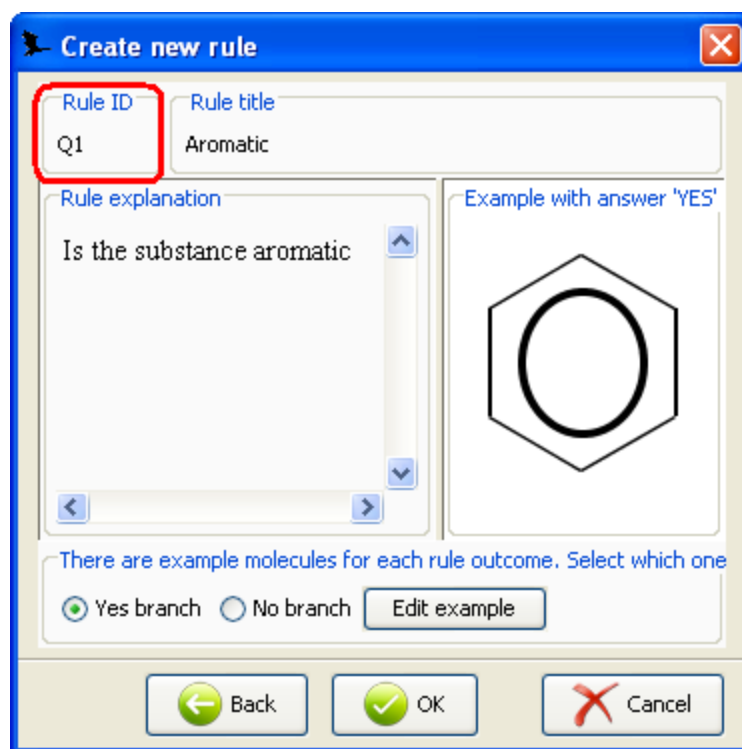 Create new rule
Rule ID
Rule title
Q1
Aromatic
Rule explanation
Example with answer 'YES'
Is the substance aromatic
There are example molecules for each rule outcome. Select which one
Yes branch
No branch
Edit example
Back
OK
Cancel